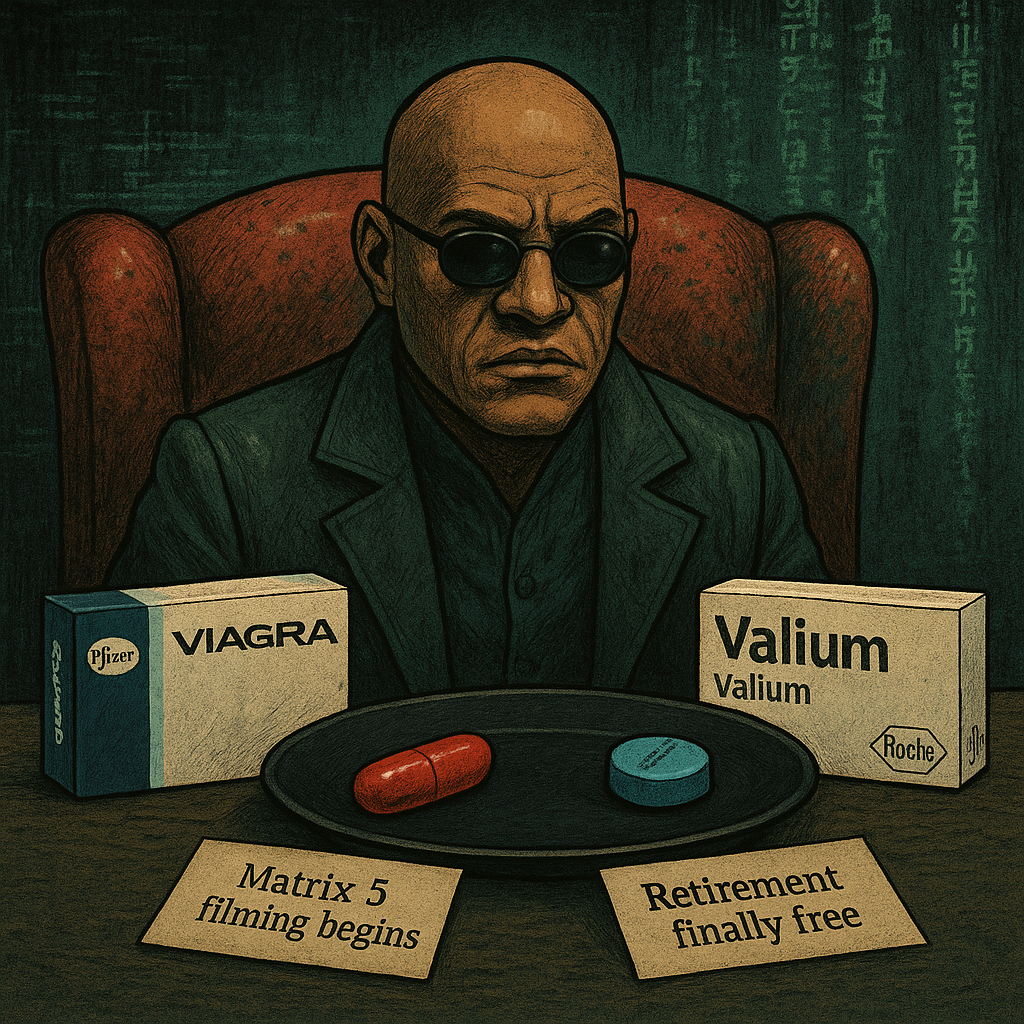 Pfizer
VIAGRA
Valium
Valium
Roche
Matrix 5
filming begins
Retirement
finally free